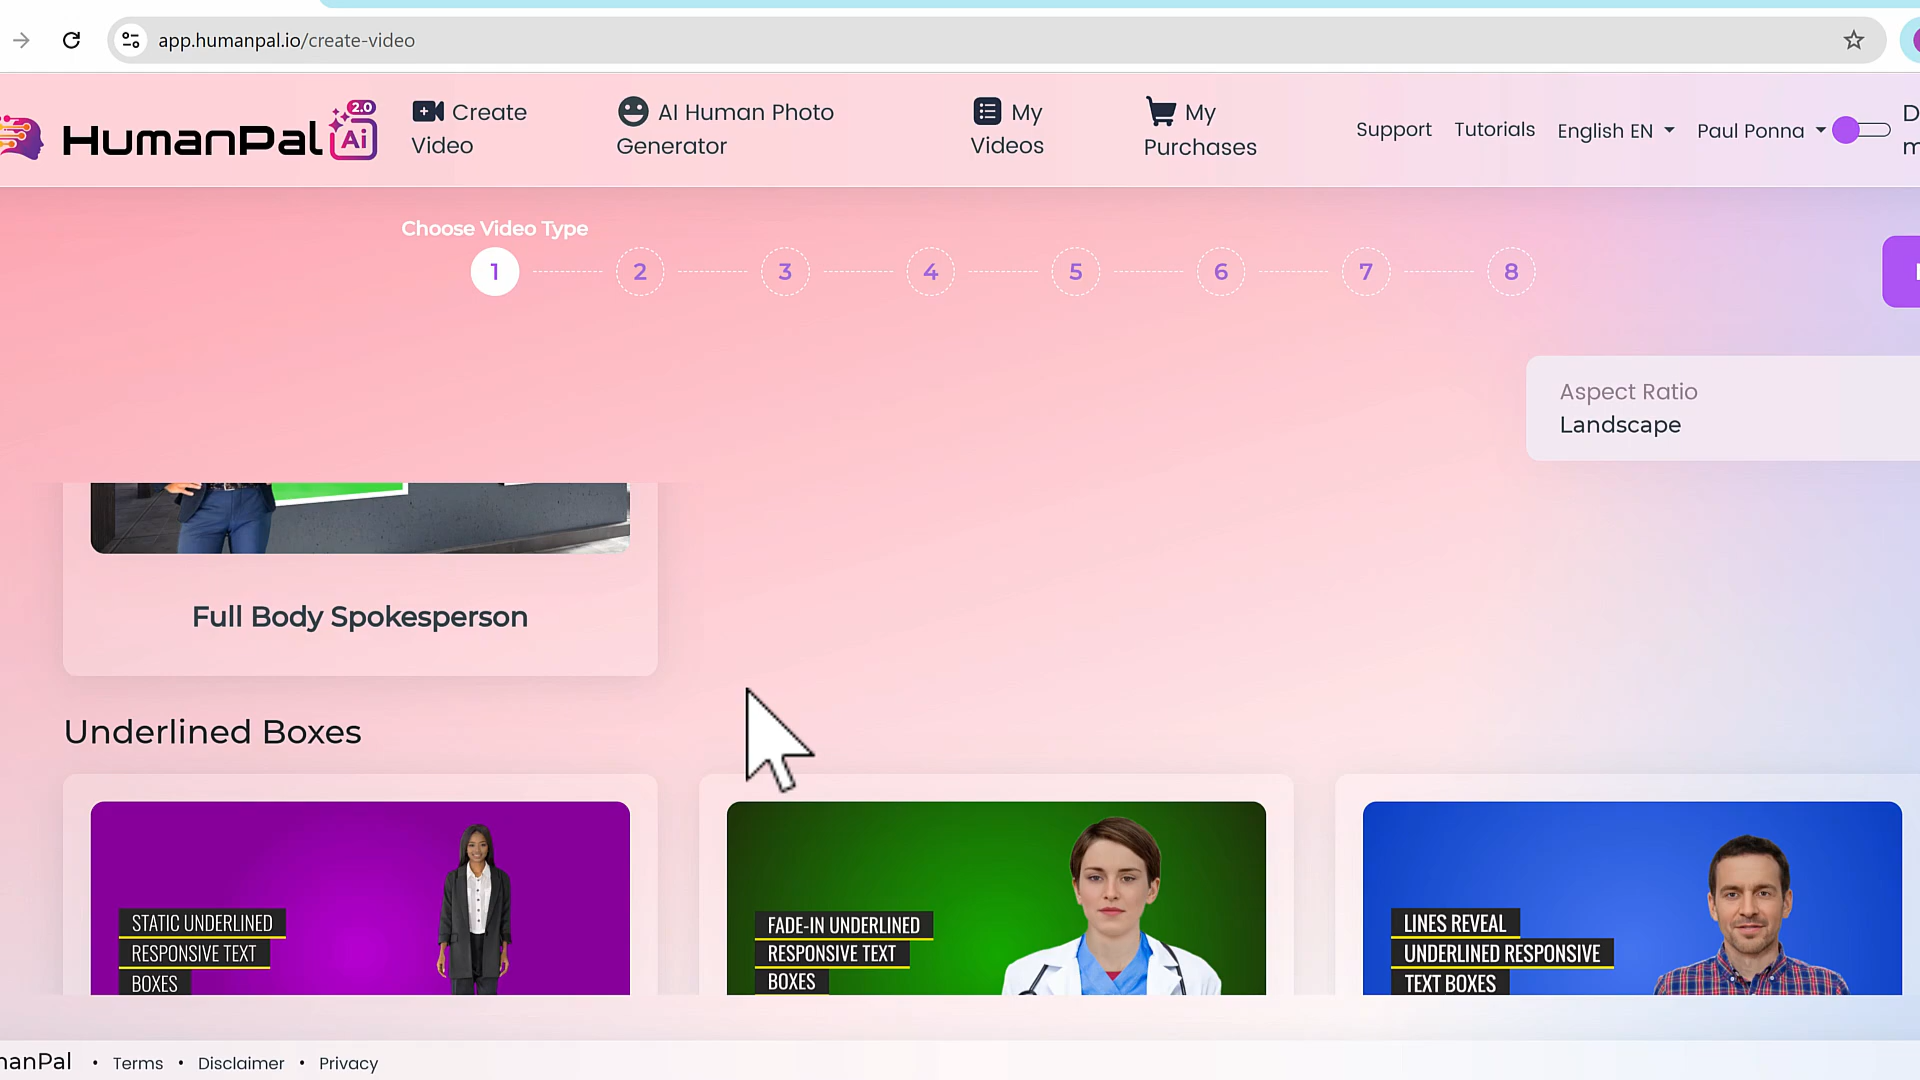 app.humanpal.io/create-video
HumanPal
2.0
Ai
Create
Video
AI Human Photo
Generator
My
Videos
My
Purchases
Support
Tutorials
English EN
Paul Ponna
Choose Video Type
1
2
3
4
5
6
7
8
Aspect Ratio
Landscape
Full Body Spokesperson
Underlined Boxes
STATIC UNDERLINED
RESPONSIVE TEXT
BOXES
FADE-IN UNDERLINED
RESPONSIVE TEXT
BOXES
LINES REVEAL
UNDERLINED RESPONSIVE
TEXT BOXES
manPal • Terms • Disclaimer • Privacy